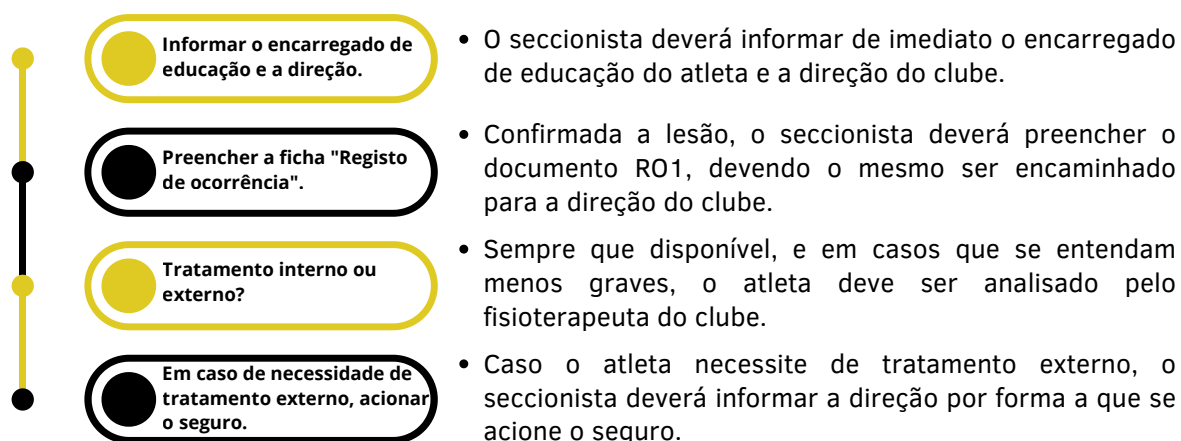 Informar o encarregado de
educação e a direção.
• O seccionista deverá informar de imediato o encarregado
de educação do atleta e a direção do clube.
Preencher a ficha "Registo
de ocorrência".
• Confirmada a lesão, o seccionista deverá preencher o
documento RO1, devendo o mesmo ser encaminhado
para a direção do clube.
Tratamento interno ou
externo?
• Sempre que disponível, e em casos que se entendam
menos graves, o atleta deve ser analisado pelo
fisioterapeuta do clube.
Em caso de necessidade de
tratamento externo, acionar
o seguro.
• Caso o atleta necessite de tratamento externo, o
seccionista deverá informar a direção por forma a que se
acione o seguro.